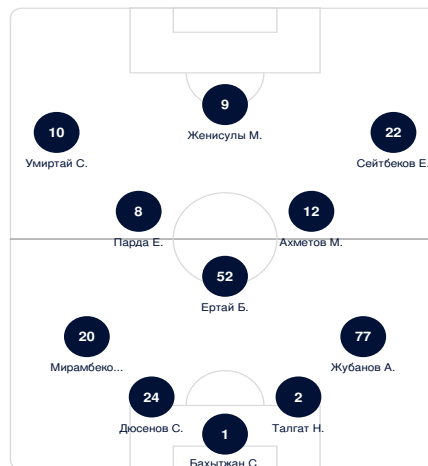 9
Женисулы М.
10
Умиртай С.
22
Сейтбеков Е.
8
Парда Е.
12
Ахметов М.
52
Ертай Б.
20
Мирамбеко...
77
Жубанов А.
24
Дюсенов С.
2
Талгат Н.
1
Бахытжан С.